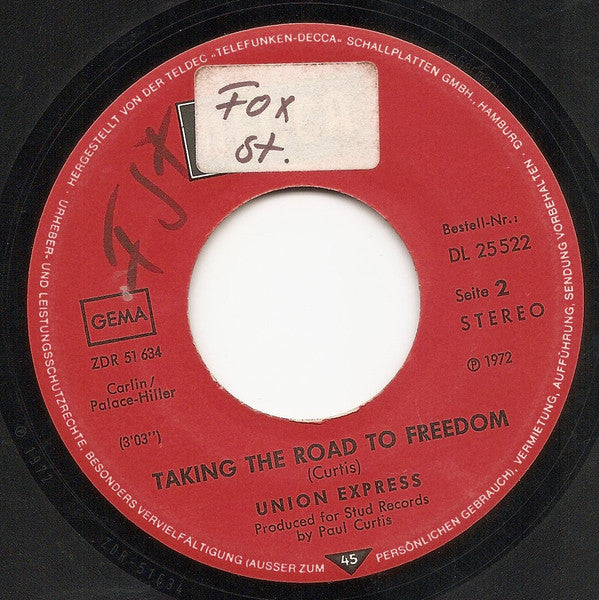 URHEBER- UND LEISTUNGSSCHUTZRECHTE, BESONDERS VERVIELFÄLTIGUNG (AUSSER ZUM PERSÖNLICHEN GEBRAUCH), VERMIETUNG, AUFFÜHRUNG, SENDUNG VORBEHALTEN · HERGESTELLT VON DER TELDEC „TELEFUNKEN-DECCA" SCHALLPLATTEN GMBH., HAMBURG ·
Fox
st.
Bestell-Nr.:
DL 25522
Seite 2
STEREO
GEMA
ZDR 51 634
℗ 1972
Carlin/
Palace-Hiller
(3'03")
TAKING THE ROAD TO FREEDOM
(Curtis)
UNION EXPRESS
Produced for Stud Records
by Paul Curtis
45
ZDR-51634